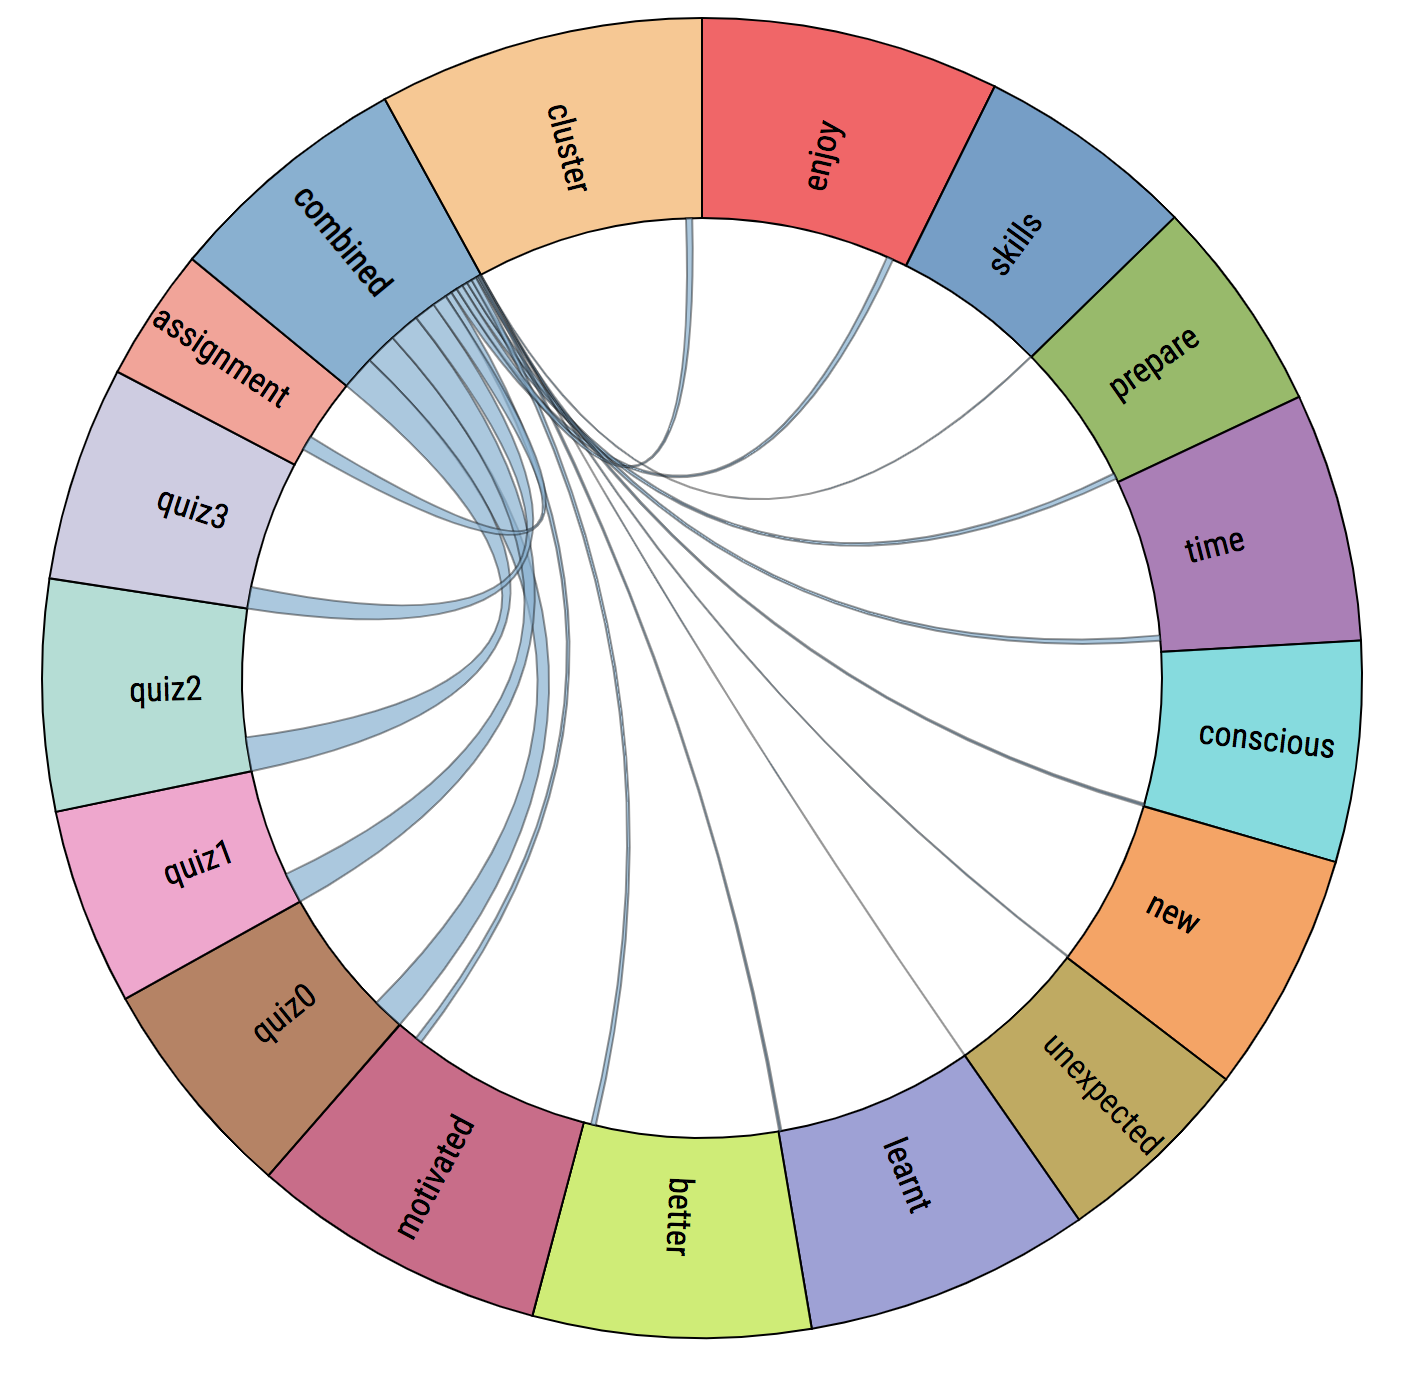 cluster
enjoy
skills
prepare
time
conscious
new
unexpected
learnt
better
motivated
quiz0
quiz1
quiz2
quiz3
assignment
combined